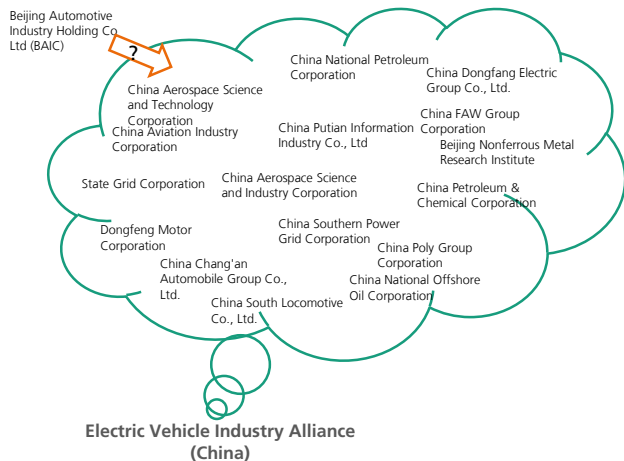 Beijing Automotive
Industry Holding Co
Ltd (BAIC)
?
China National Petroleum
Corporation
China Dongfang Electric
Group Co., Ltd.
China Aerospace Science
and Technology
Corporation
China Aviation Industry
Corporation
China Putian Information
Industry Co., Ltd
China FAW Group
Corporation
Beijing Nonferrous Metal
Research Institute
State Grid Corporation
China Aerospace Science
and Industry Corporation
China Petroleum &
Chemical Corporation
Dongfeng Motor
Corporation
China Southern Power
Grid Corporation
China Poly Group
Corporation
China Chang'an
Automobile Group Co.,
Ltd.
China National Offshore
Oil Corporation
China South Locomotive
Co., Ltd.
Electric Vehicle Industry Alliance
(China)